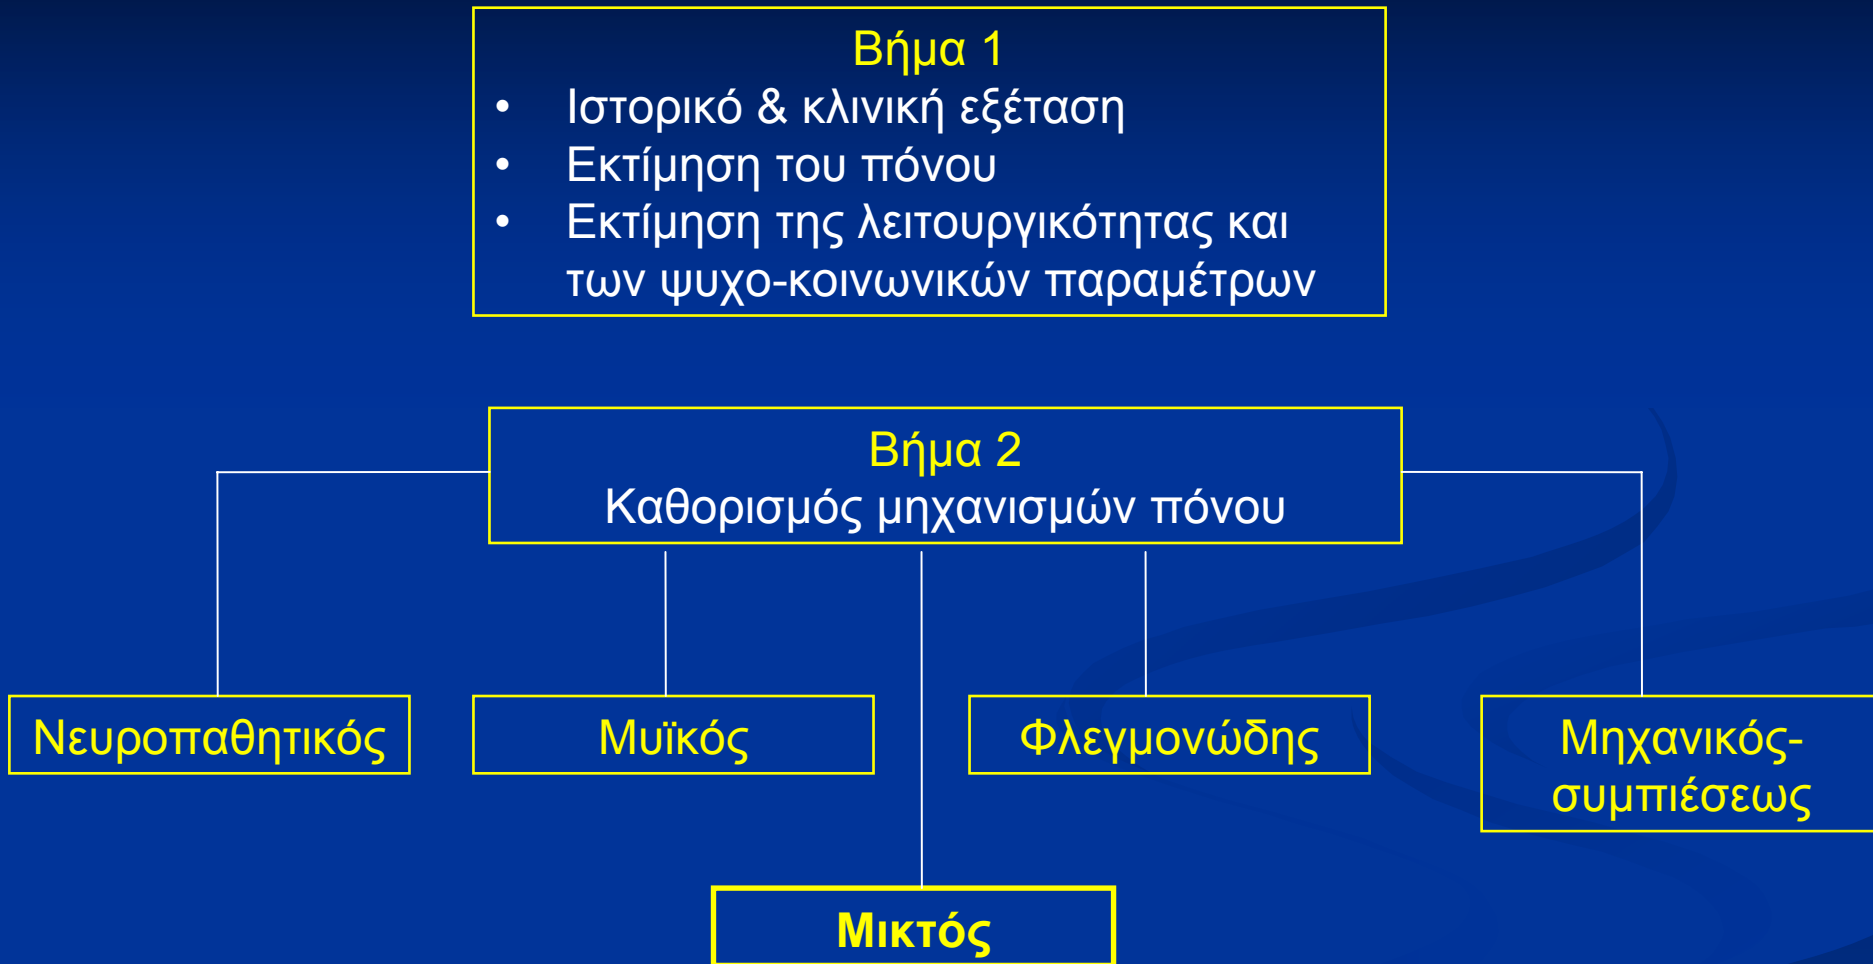 Βήμα 1
• Ιστορικό & κλινική εξέταση
• Εκτίμηση του πόνου
• Εκτίμηση της λειτουργικότητας και
των ψυχο-κοινωνικών παραμέτρων
Βήμα 2
Καθορισμός μηχανισμών πόνου
Νευροπαθητικός
Μυϊκός
Φλεγμονώδης
Μηχανικός-
συμπιέσεως
Μικτός